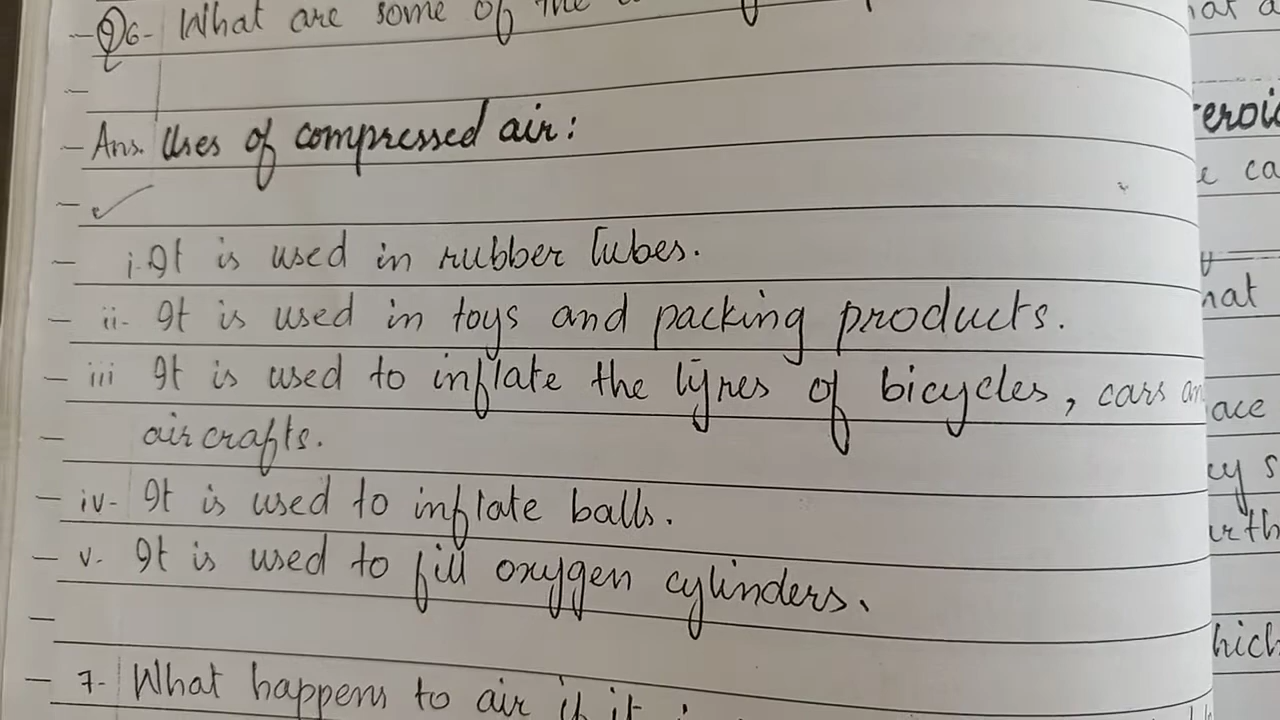 Q6- What are some of the
Ans. Uses of compressed air:
i. It is used in rubber tubes.
ii- It is used in toys and packing products.
iii It is used to inflate the tyres of bicycles, cars an
aircrafts.
iv- It is used to inflate balls.
v. It is used to fill oxygen cylinders.
7- What happens to air if it
hat
ace